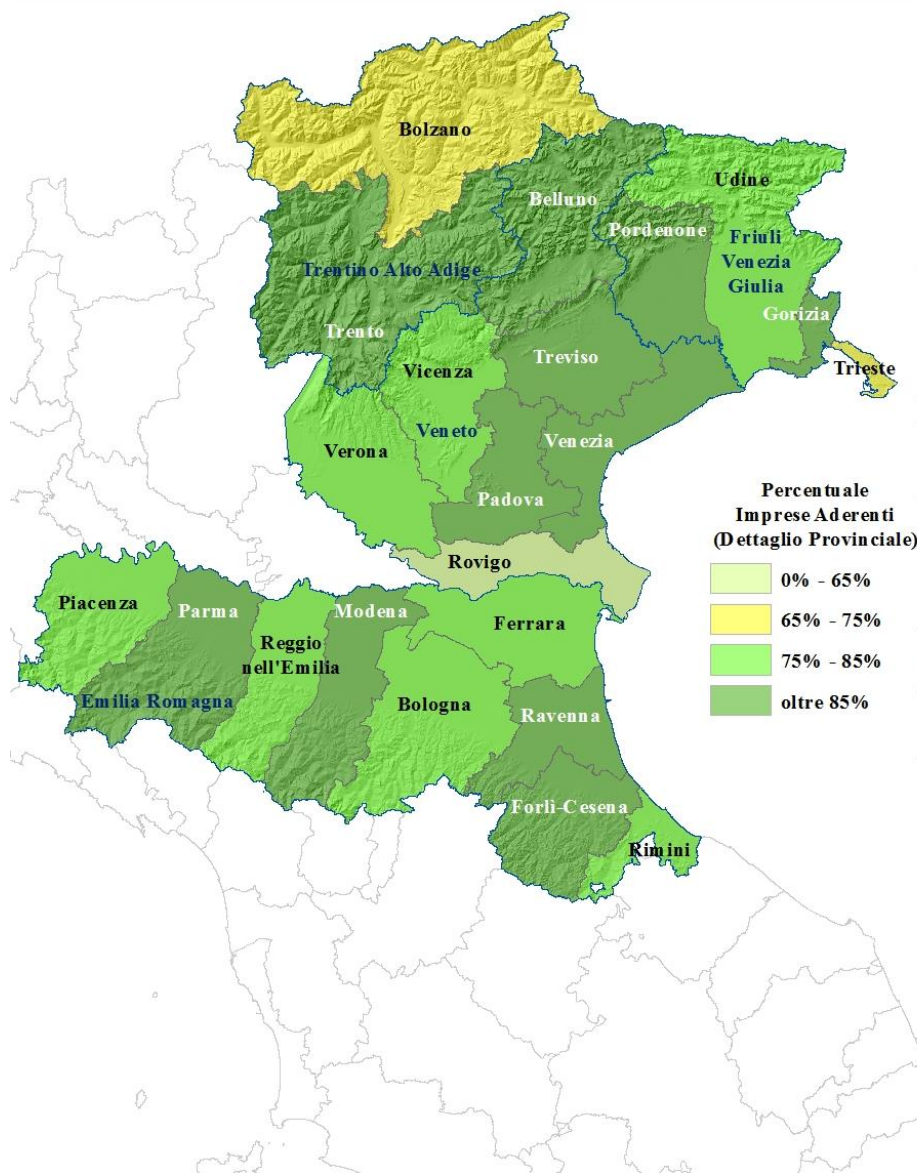 Bolzano
Belluno
Udine
Pordenone
Friuli
Venezia
Giulia
Trentino Alto Adige
Gorizia
Trento
Treviso
Vicenza
Trieste
Veneto
Venezia
Verona
Padova
Percentuale
Imprese Aderenti
(Dettaglio Provinciale)
0% - 65%
65% - 75%
75% - 85%
oltre 85%
Rovigo
Piacenza
Parma
Modena
Ferrara
Reggio
nell'Emilia
Emilia Romagna
Bologna
Ravenna
Forlì-Cesena
Rimini